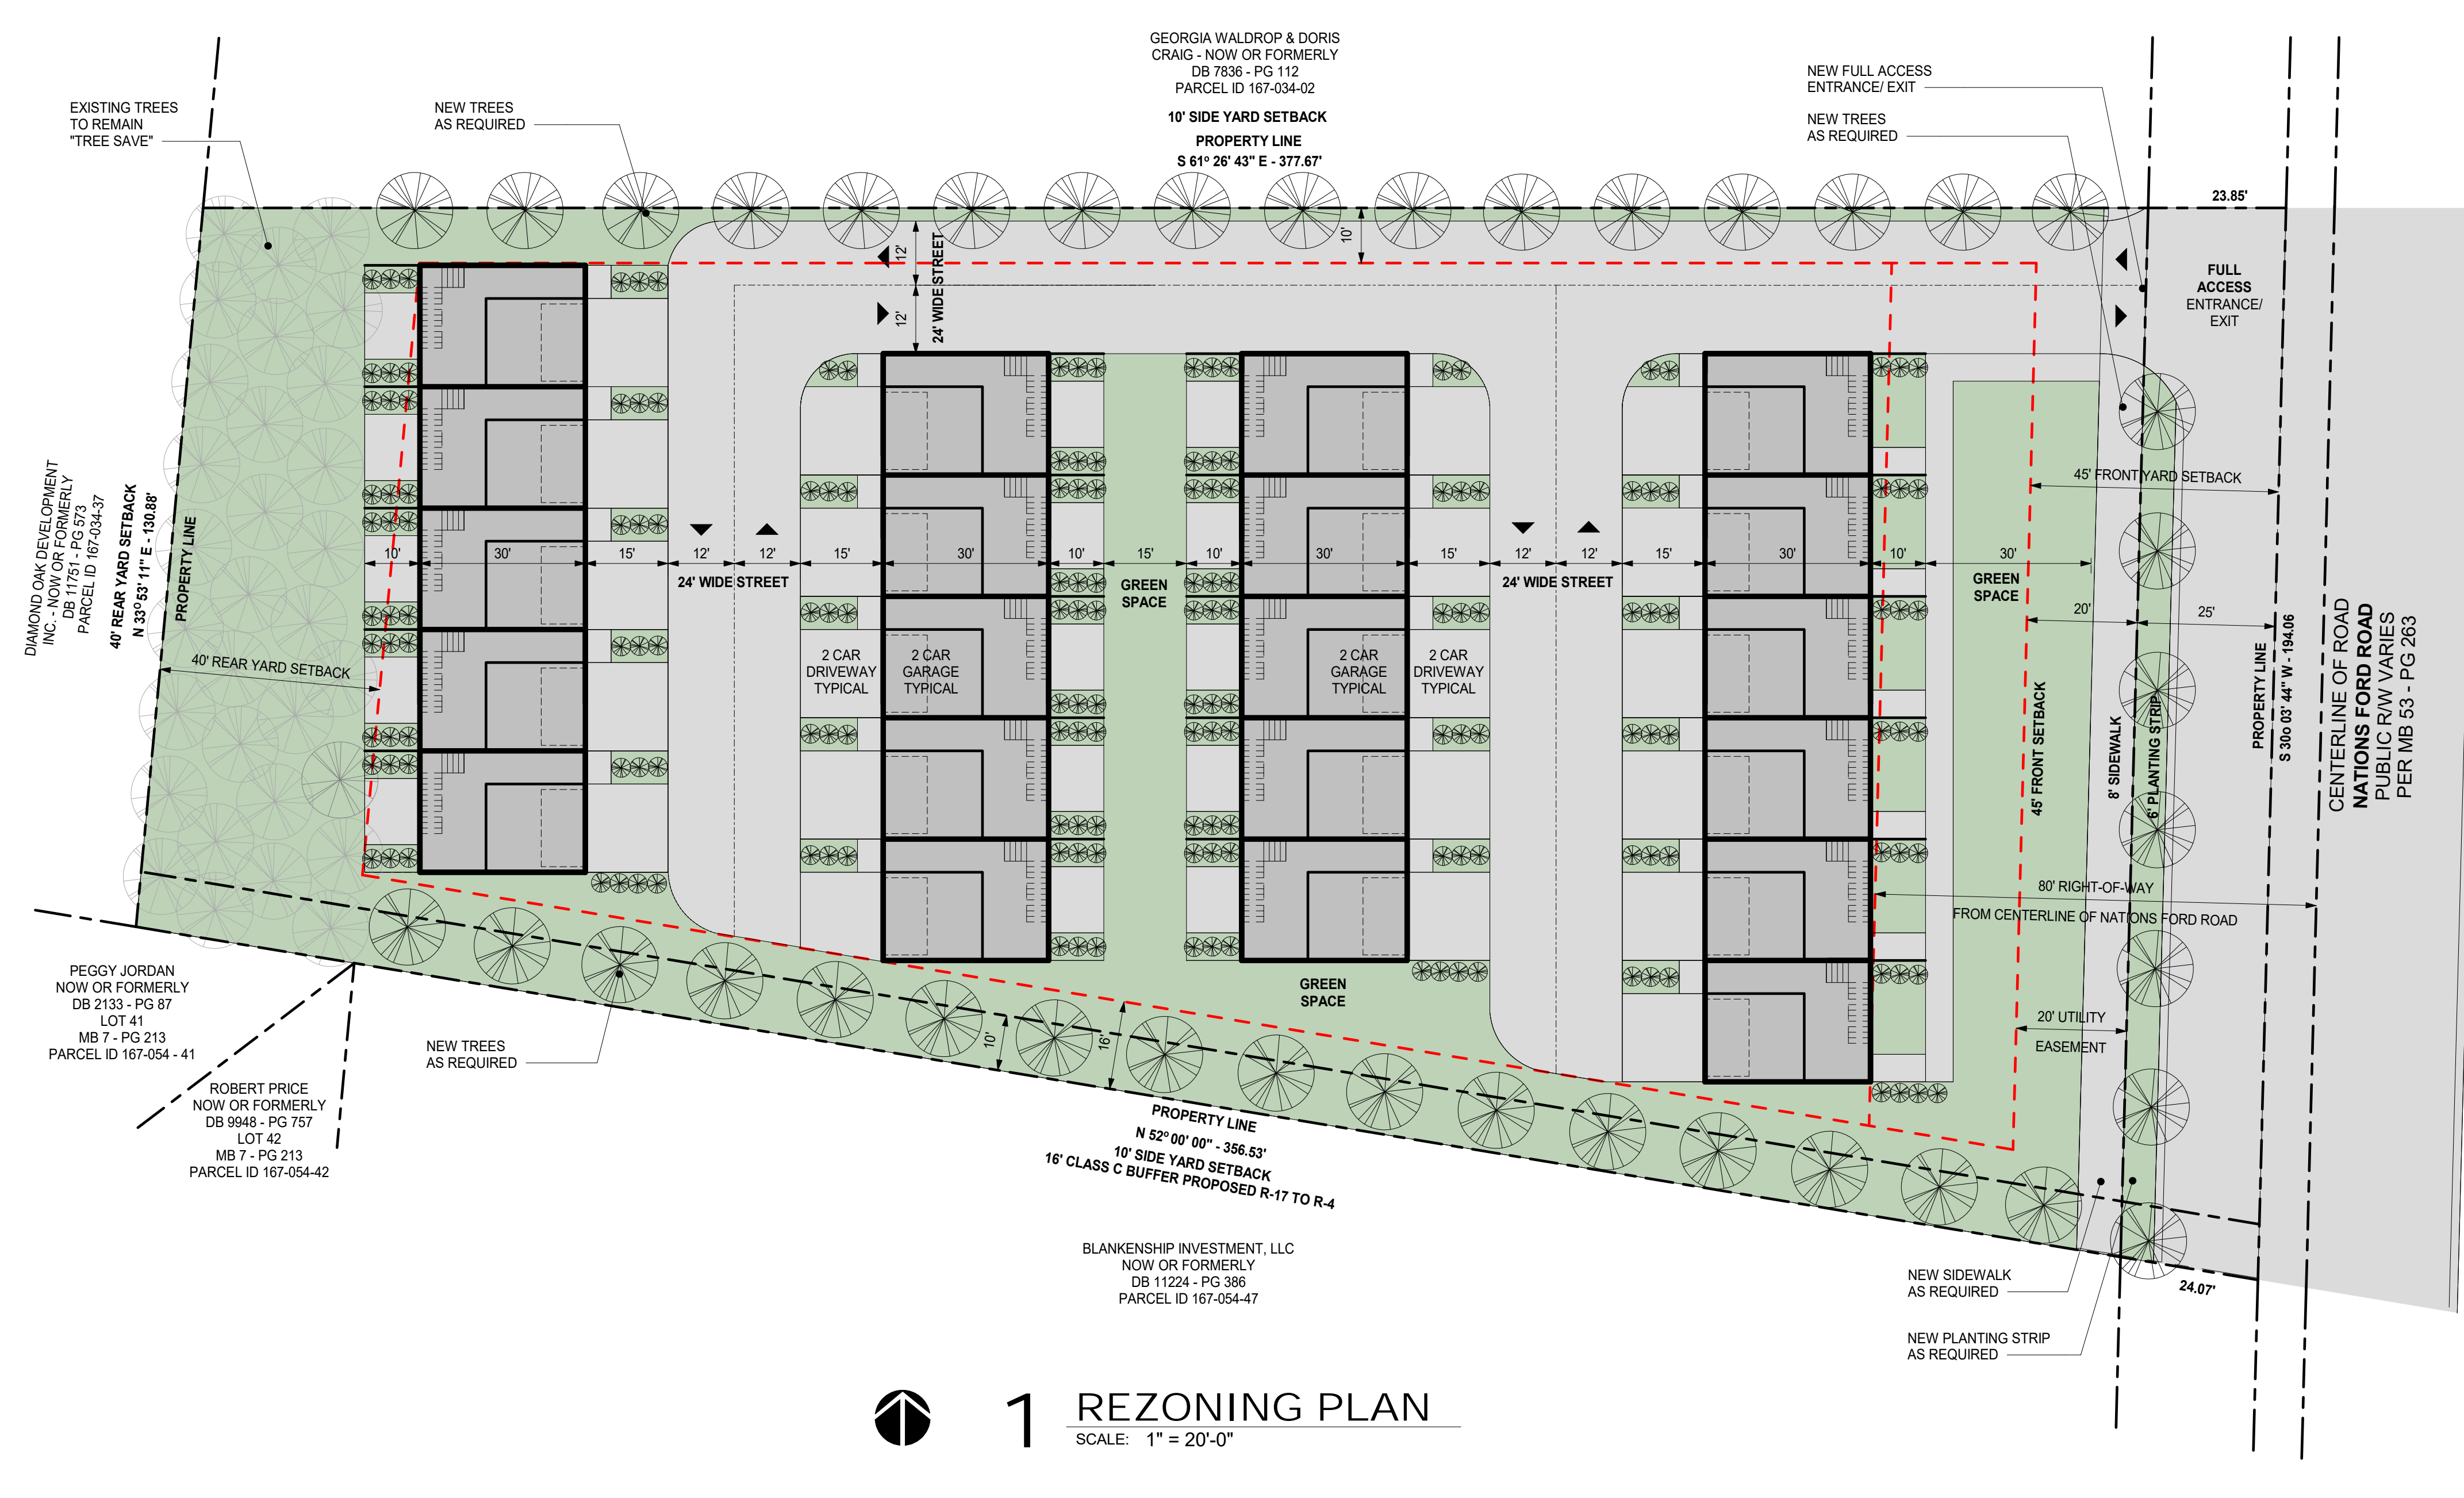 GEORGIA WALDROP & DORIS
CRAIG - NOW OR FORMERLY
DB 7836 - PG 112
PARCEL ID 167-034-02
10' SIDE YARD SETBACK
PROPERTY LINE
S 61º 26' 43" E - 377.67'
EXISTING TREES
TO REMAIN
"TREE SAVE"
NEW TREES
AS REQUIRED
NEW FULL ACCESS
ENTRANCE/ EXIT
NEW TREES
AS REQUIRED
23.85'
12'
12'
24' WIDE STREET
10'
FULL
ACCESS
ENTRANCE/
EXIT
DIAMOND OAK DEVELOPMENT
INC. - NOW OR FORMERLY
DB 11751 - PG 573
PARCEL ID 167-034-37
40' REAR YARD SETBACK
N 33º 53' 11" E - 130.88'
PROPERTY LINE
40' REAR YARD SETBACK
10'
30'
15'
12'
12'
15'
30'
10'
15'
10'
30'
15'
12'
12'
15'
30'
10'
30'
24' WIDE STREET
GREEN
SPACE
24' WIDE STREET
GREEN
SPACE
45' FRONT YARD SETBACK
20'
25'
2 CAR
DRIVEWAY
TYPICAL
2 CAR
GARAGE
TYPICAL
2 CAR
GARAGE
TYPICAL
2 CAR
DRIVEWAY
TYPICAL
45' FRONT SETBACK
8' SIDEWALK
6' PLANTING STRIP
PROPERTY LINE
S 30o 03' 44" W - 194.06
CENTERLINE OF ROAD
NATIONS FORD ROAD
PUBLIC R/W VARIES
PER MB 53 - PG 263
80' RIGHT-OF-WAY
FROM CENTERLINE OF NATIONS FORD ROAD
20' UTILITY
EASEMENT
GREEN
SPACE
10'
16'
PEGGY JORDAN
NOW OR FORMERLY
DB 2133 - PG 87
LOT 41
MB 7 - PG 213
PARCEL ID 167-054 - 41
ROBERT PRICE
NOW OR FORMERLY
DB 9948 - PG 757
LOT 42
MB 7 - PG 213
PARCEL ID 167-054-42
NEW TREES
AS REQUIRED
PROPERTY LINE
N 52º 00' 00" - 356.53'
10' SIDE YARD SETBACK
16' CLASS C BUFFER PROPOSED R-17 TO R-4
BLANKENSHIP INVESTMENT, LLC
NOW OR FORMERLY
DB 11224 - PG 386
PARCEL ID 167-054-47
NEW SIDEWALK
AS REQUIRED
24.07'
NEW PLANTING STRIP
AS REQUIRED
1 REZONING PLAN
SCALE: 1" = 20'-0"